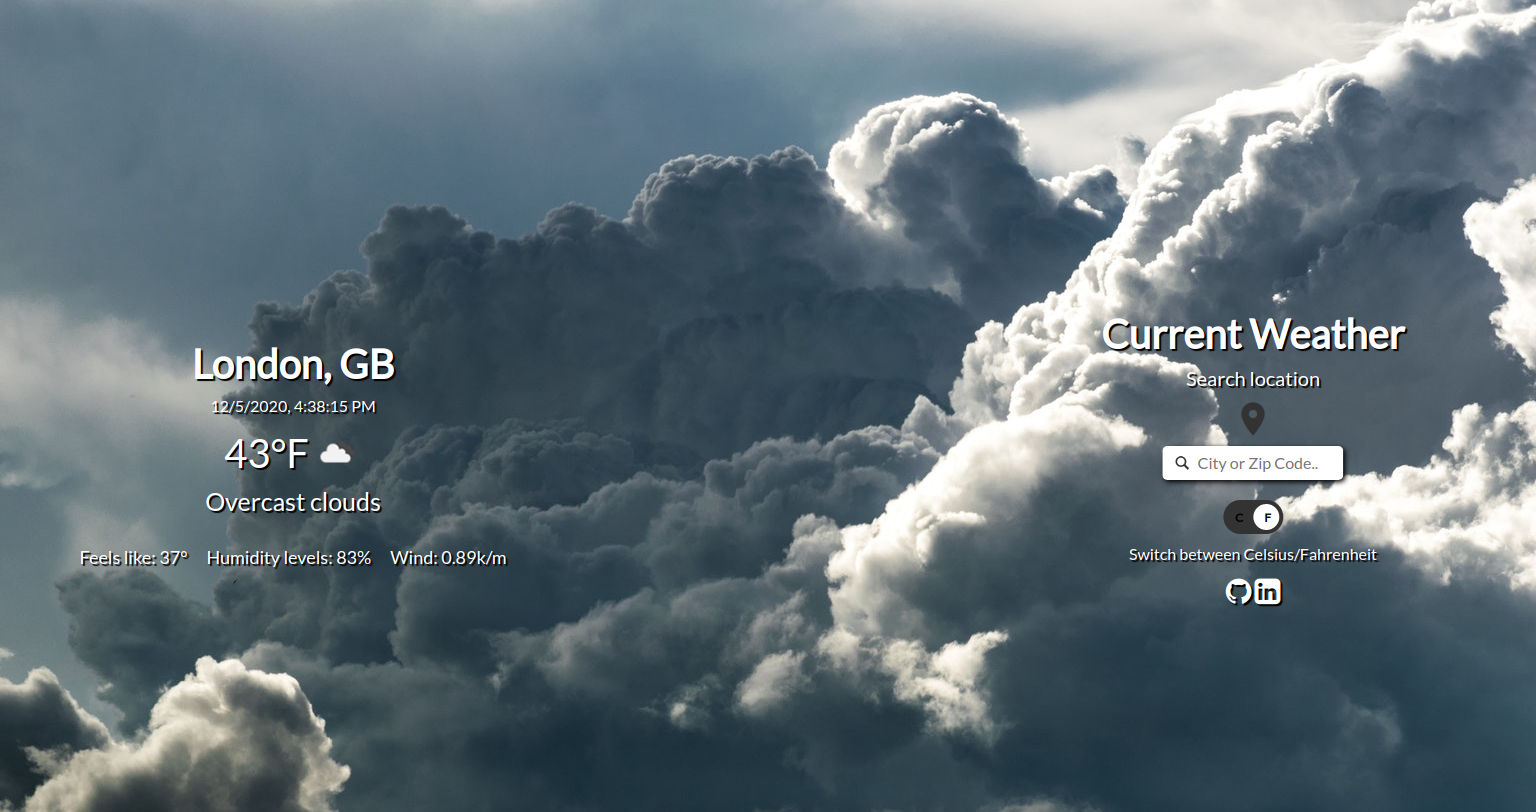 London, GB
12/5/2020, 4:38:15 PM
43°F
Overcast clouds
Feels like: 37° Humidity levels: 83% Wind: 0.89k/m
Current Weather
Search location
City or Zip Code..
C F
Switch between Celsius/Fahrenheit
in